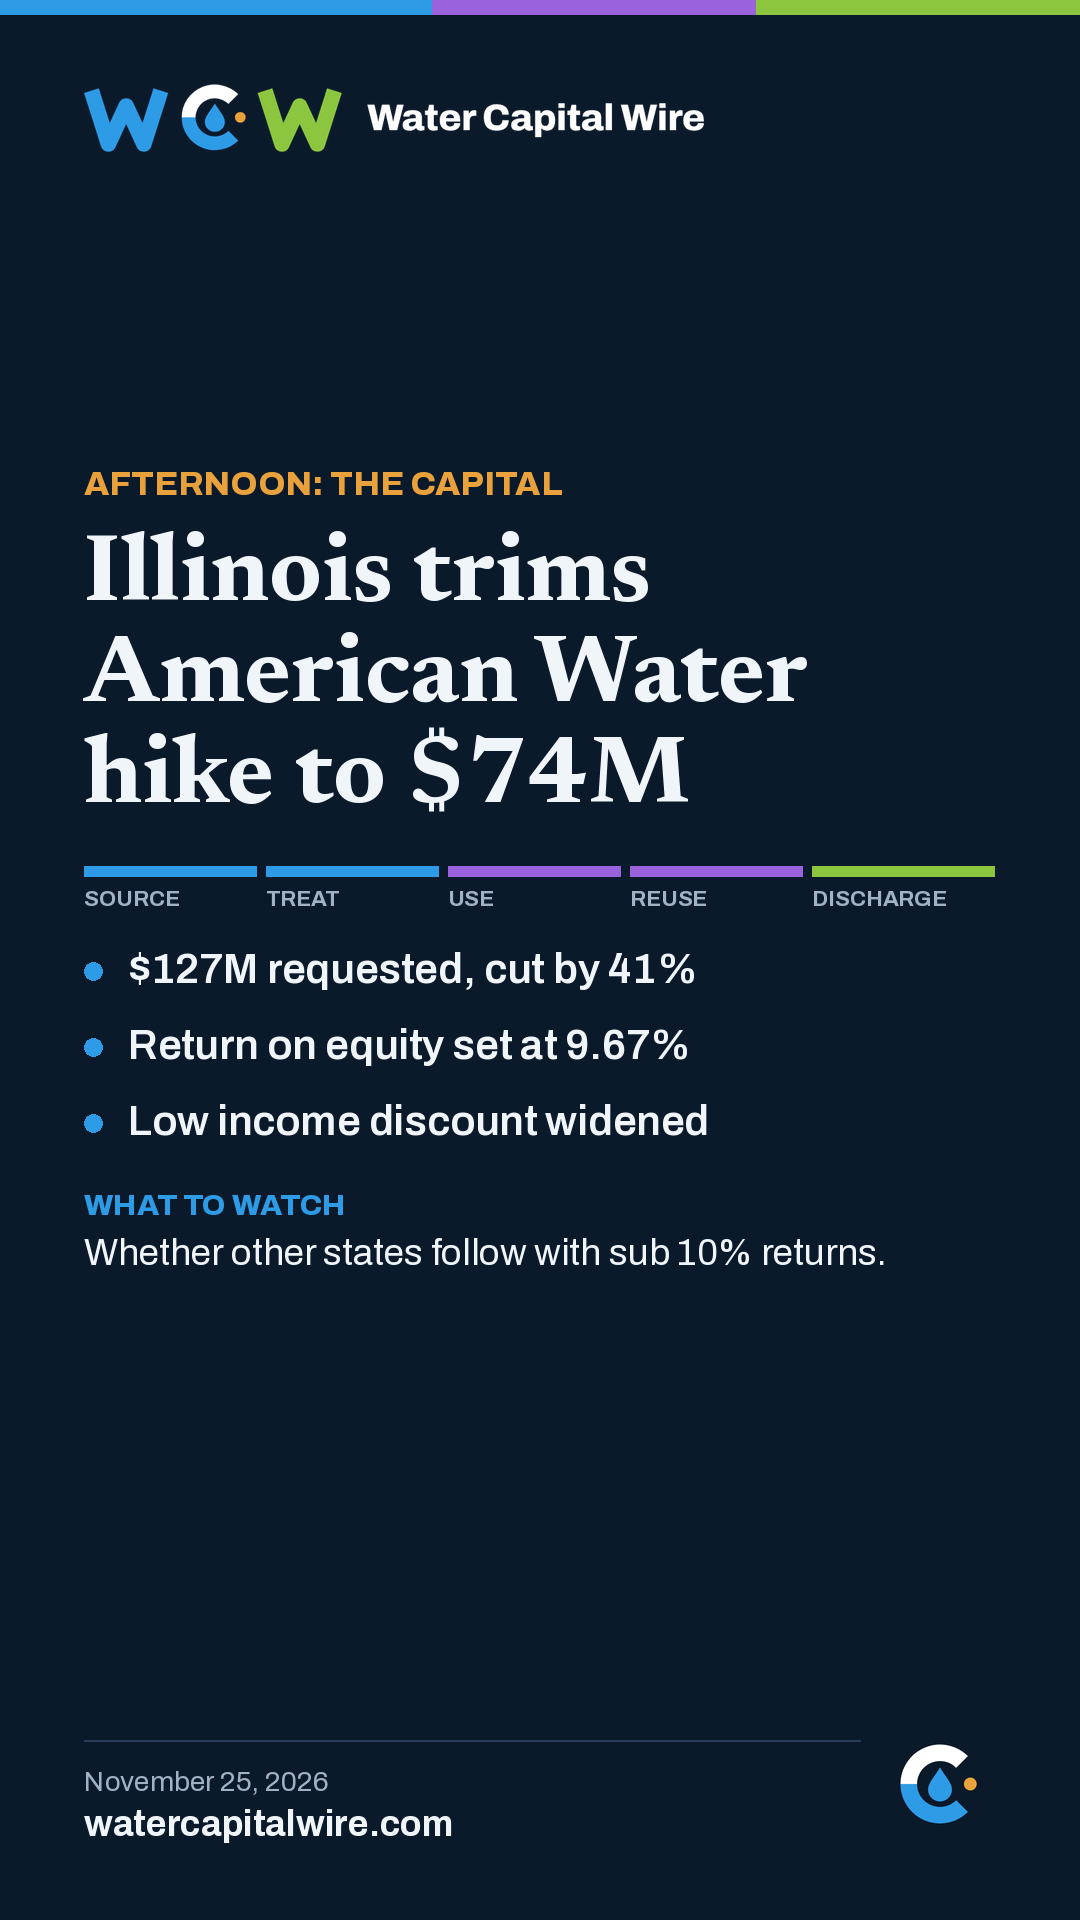 WCW Water Capital Wire
AFTERNOON: THE CAPITAL
Illinois trims
American Water
hike to $74M
SOURCE TREAT USE REUSE DISCHARGE
$127M requested, cut by 41%
Return on equity set at 9.67%
Low income discount widened
WHAT TO WATCH
Whether other states follow with sub 10% returns.
November 25, 2026
watercapitalwire.com